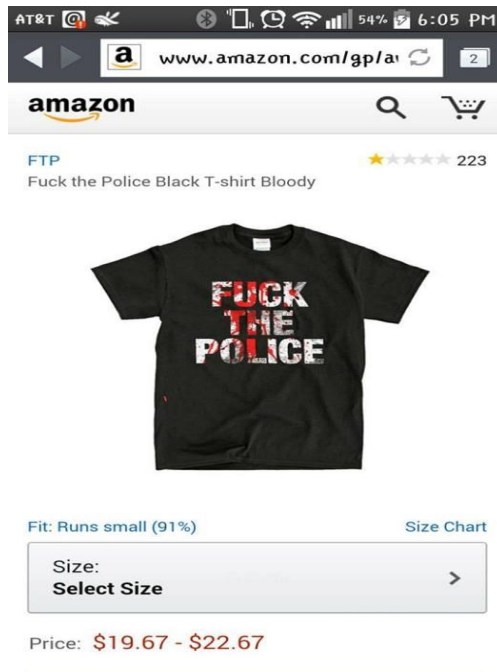 AT&T 54% 6:05 PM
a www.amazon.com/gp/a 2
amazon
FTP 223
Fuck the Police Black T-shirt Bloody
FUCK
THE
POLICE
Fit: Runs small (91%) Size Chart
Size:
Select Size
Price: $19.67 - $22.67